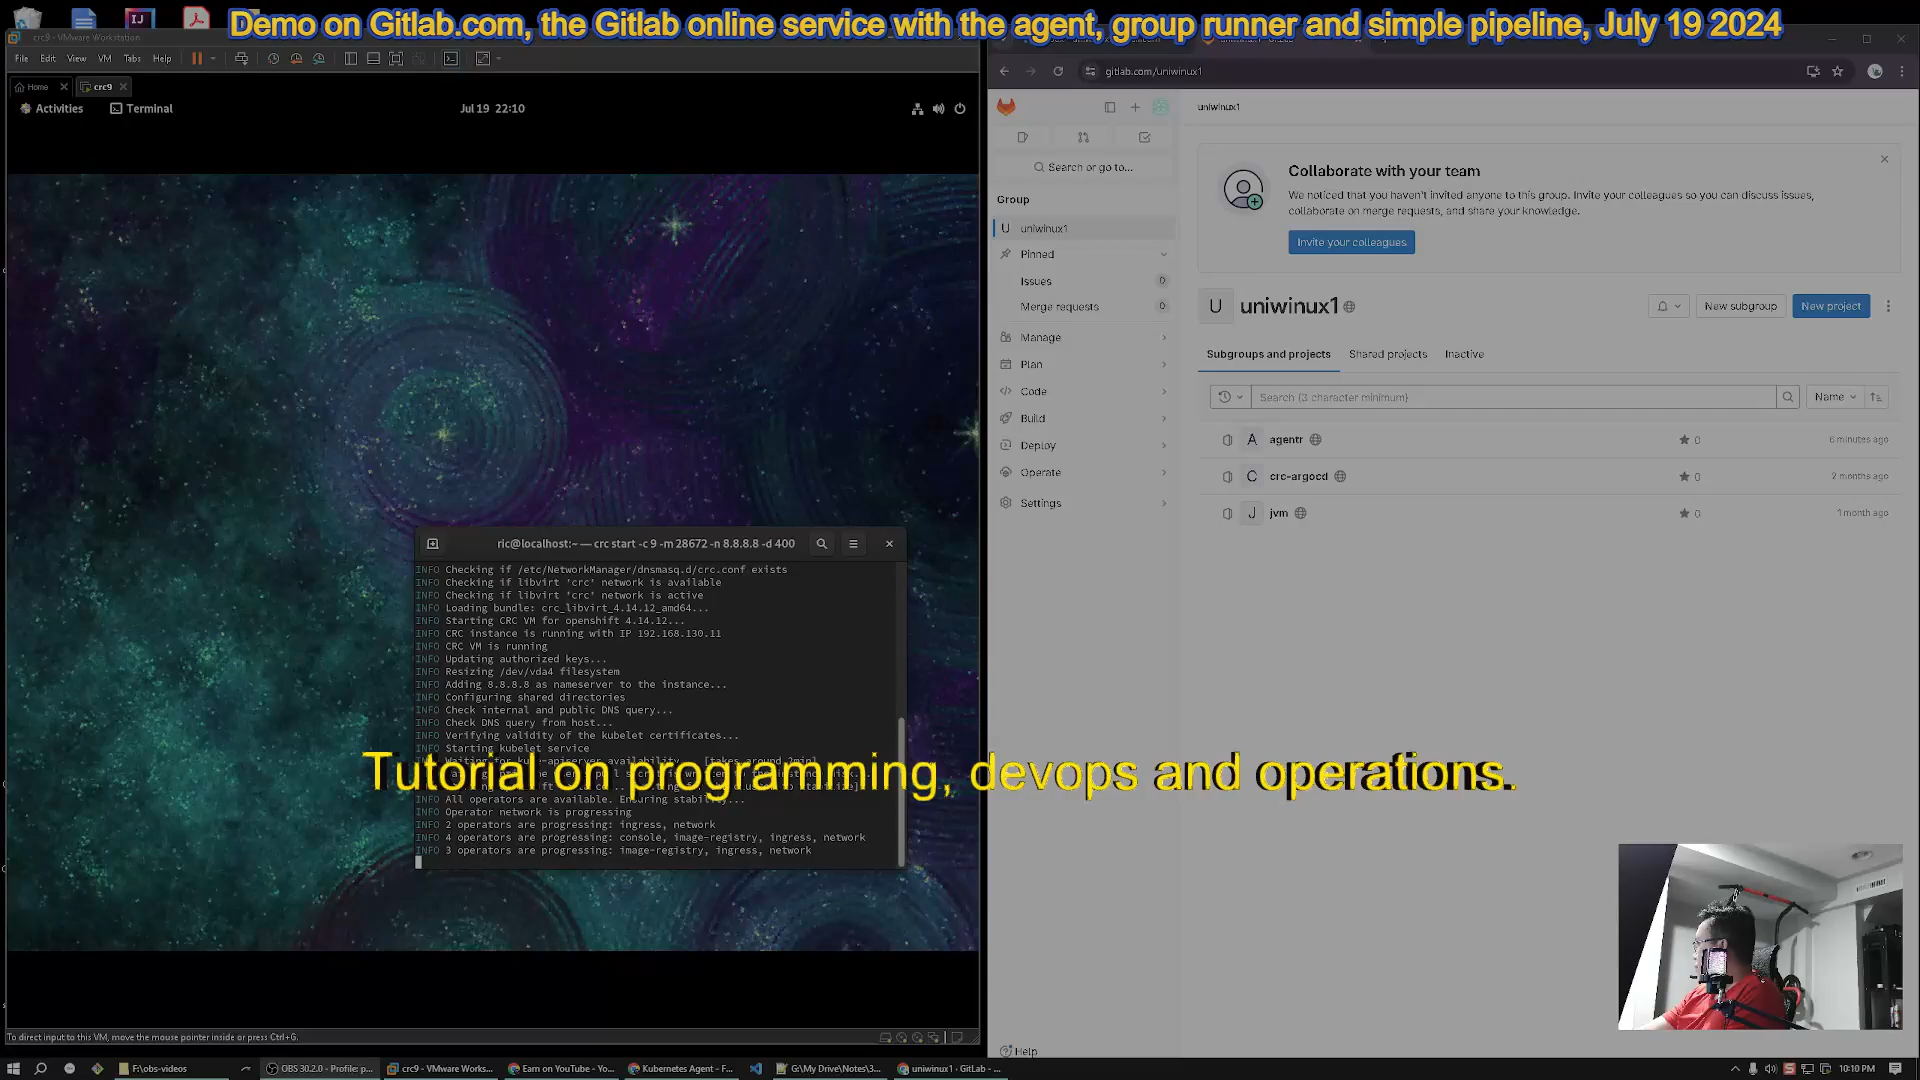 Demo on Gitlab.com, the Gitlab online service with the agent, group runner and simple pipeline, July 19 2024
crc9 - VMware Workstation
File Edit View VM Tabs Help
Home crc9
Activities Terminal Jul 19 22:10
ric@localhost:~ — crc start -c 9 -m 28672 -n 8.8.8.8 -d 400
INFO Checking if /etc/NetworkManager/dnsmasq.d/crc.conf exists
INFO Checking if libvirt 'crc' network is available
INFO Checking if libvirt 'crc' network is active
INFO Loading bundle: crc_libvirt_4.14.12_amd64...
INFO Starting CRC VM for openshift 4.14.12...
INFO CRC instance is running with IP 192.168.130.11
INFO CRC VM is running
INFO Updating authorized keys...
INFO Resizing /dev/vda4 filesystem
INFO Adding 8.8.8.8 as nameserver to the instance...
INFO Configuring shared directories
INFO Check internal and public DNS query...
INFO Check DNS query from host...
INFO Verifying validity of the kubelet certificates...
INFO Starting kubelet service
Tutorial on programming, devops and operations.
INFO All operators are available. Ensuring stability...
INFO Operator network is progressing
INFO 2 operators are progressing: ingress, network
INFO 4 operators are progressing: console, image-registry, ingress, network
INFO 3 operators are progressing: image-registry, ingress, network
To direct input to this VM, move the mouse pointer inside or press Ctrl+G.
gitlab.com/uniwinux1
uniwinux1
Search or go to...
Group
U uniwinux1
Pinned
Issues 0
Merge requests 0
Manage
Plan
Code
Build
Deploy
Operate
Settings
Help
Collaborate with your team
We noticed that you haven't invited anyone to this group. Invite your colleagues so you can discuss issues,
collaborate on merge requests, and share your knowledge.
Invite your colleagues
U uniwinux1
New subgroup New project
Subgroups and projects Shared projects Inactive
Search (3 character minimum) Name
A agentr 0 6 minutes ago
C crc-argocd 0 2 months ago
J jvm 0 1 month ago
F:\obs-videos OBS 30.2.0 - Profile: p... crc9 - VMware Works... Earn on YouTube - Yo... Kubernetes Agent - F... G:\My Drive\Notes\3... uniwinux1 · GitLab - ... 10:10 PM